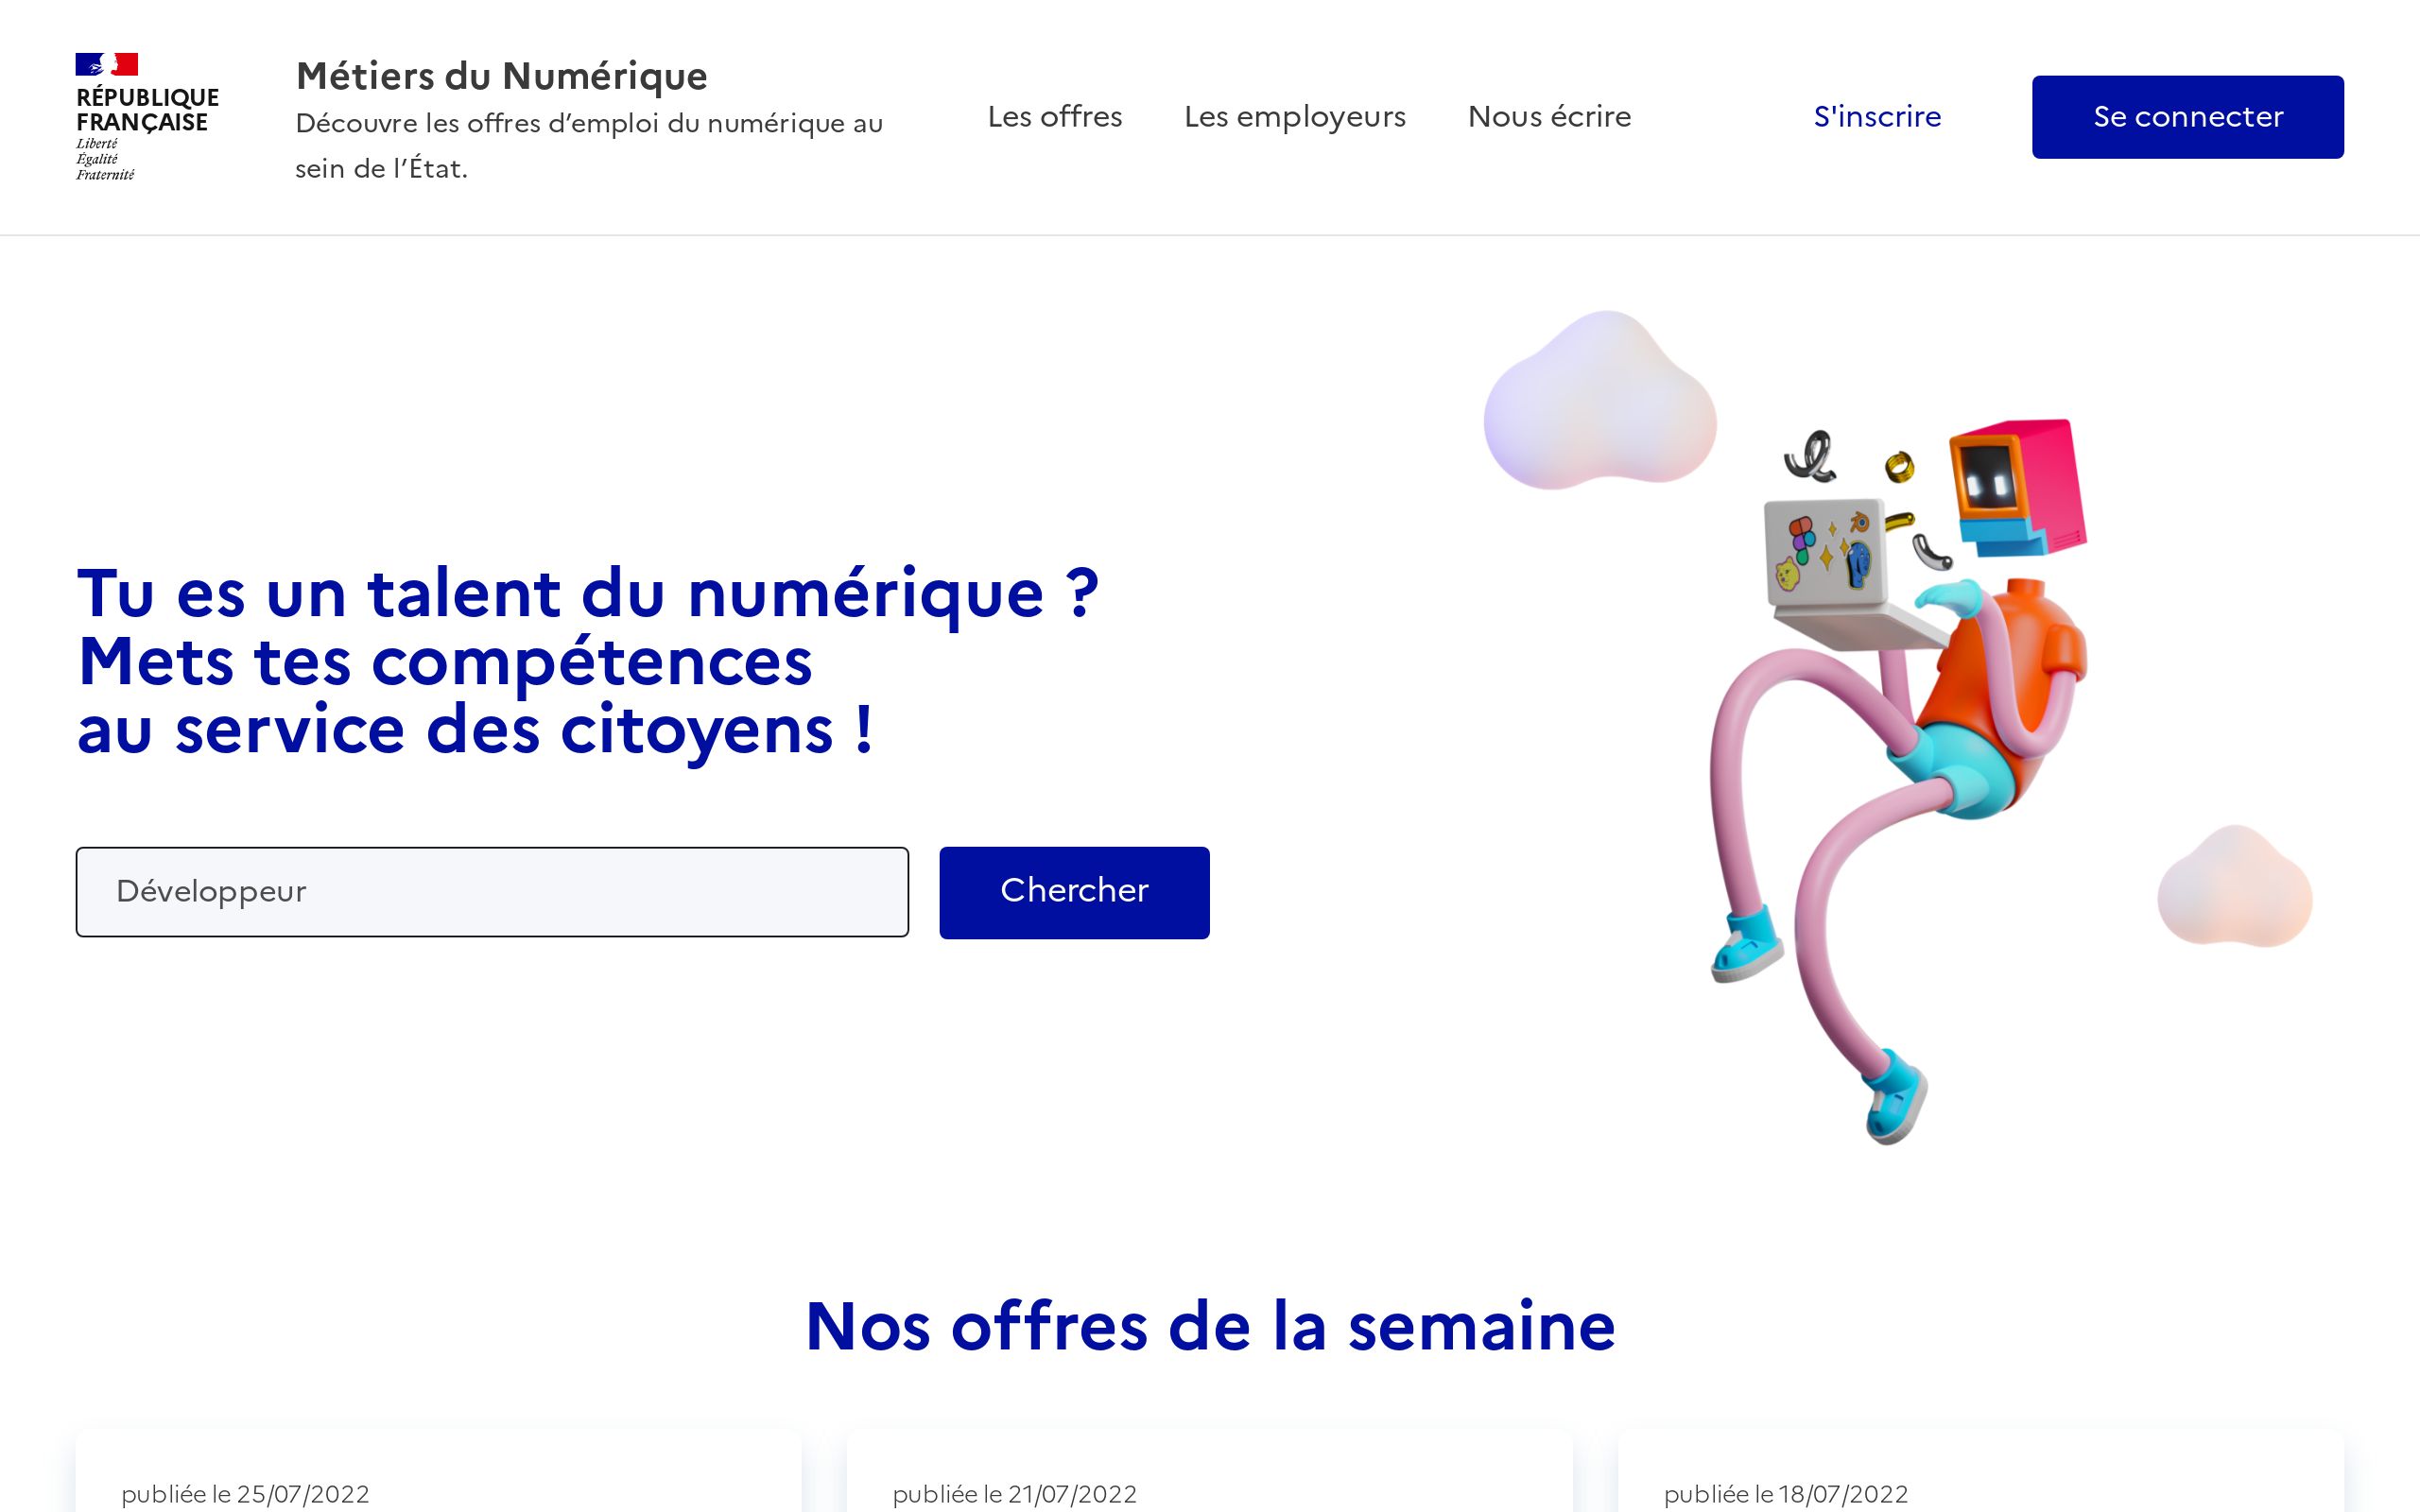 RÉPUBLIQUE
FRANÇAISE
Liberté
Égalité
Fraternité
Métiers du Numérique
Découvre les offres d’emploi du numérique au
sein de l’État.
Les offres
Les employeurs
Nous écrire
S'inscrire
Se connecter
Tu es un talent du numérique ?
Mets tes compétences
au service des citoyens !
Développeur
Chercher
Nos offres de la semaine
publiée le 25/07/2022
publiée le 21/07/2022
publiée le 18/07/2022